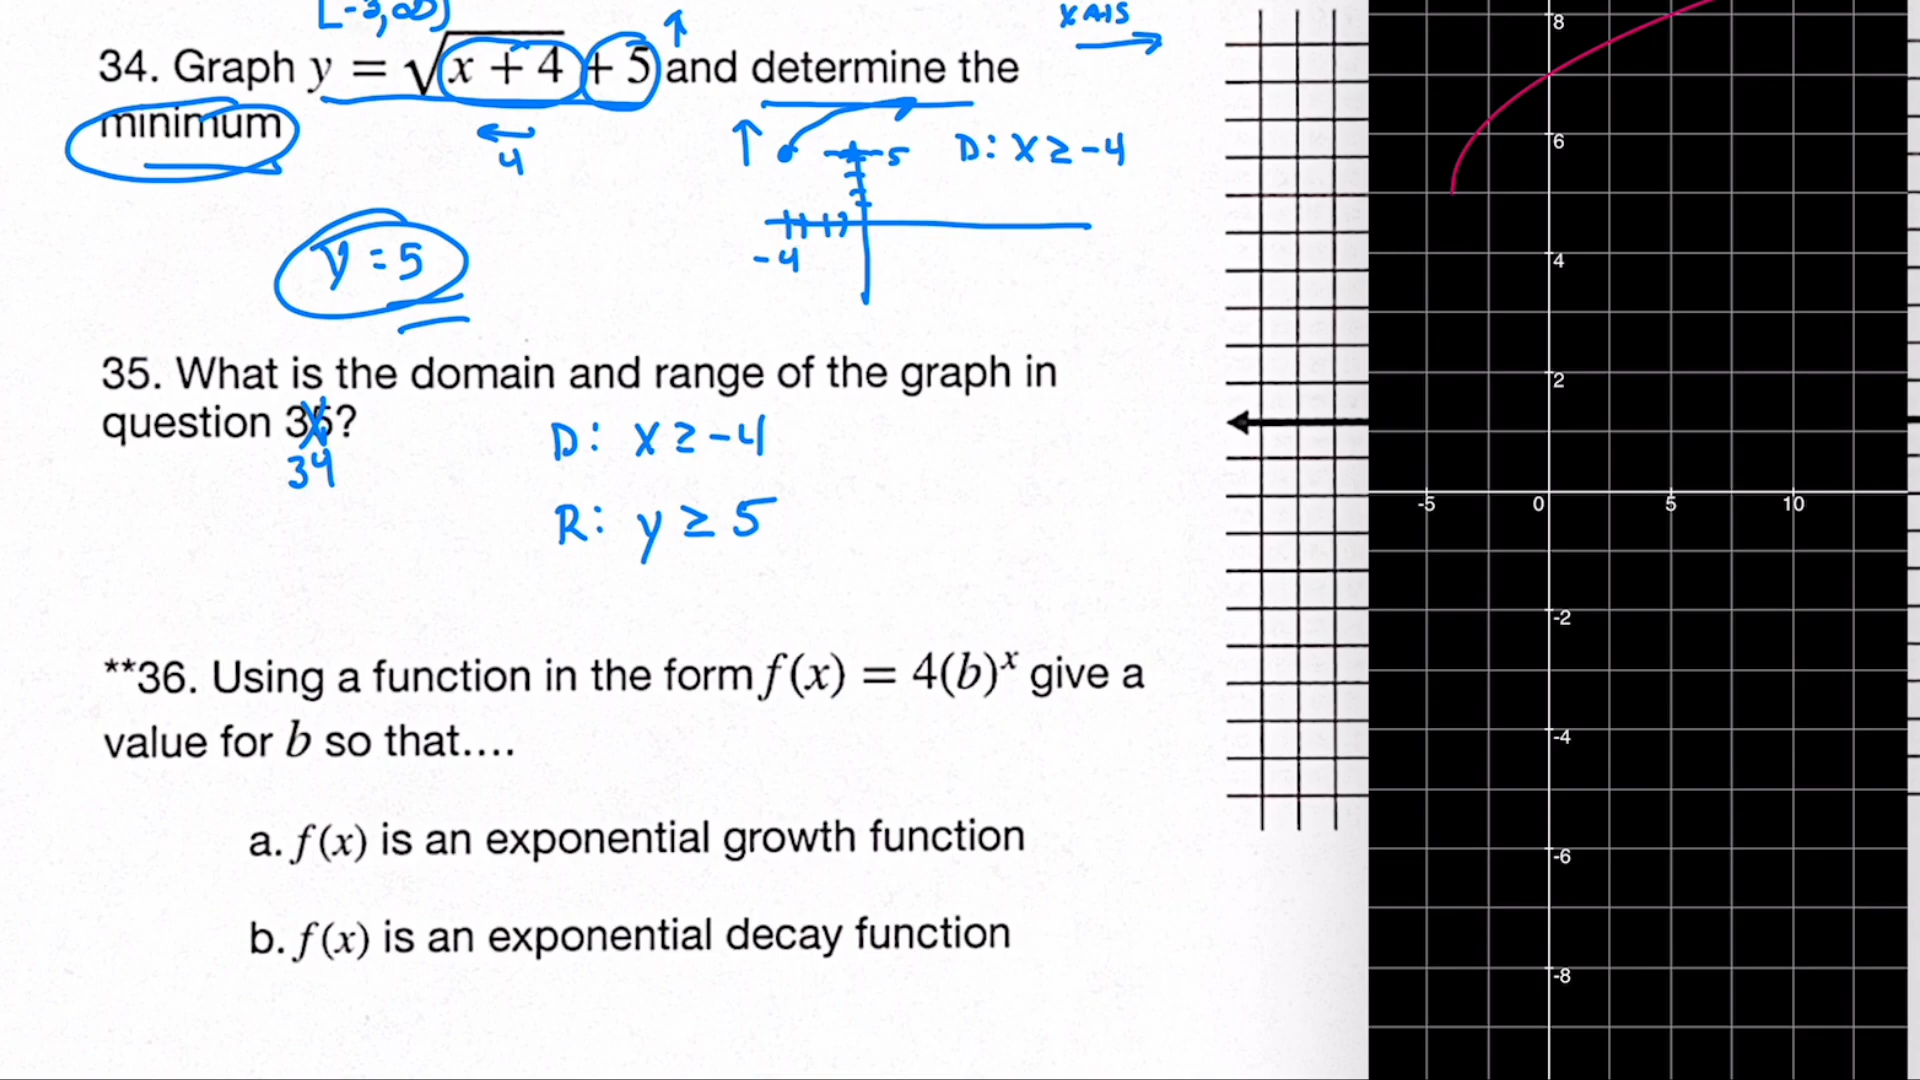 [-3,∞)
x AxIS
34. Graph y = √x + 4 + 5 and determine the
minimum
4
5
D: x ≥ -4
-4
y = 5
35. What is the domain and range of the graph in
question 35?
34
D: x ≥ -4
R: y ≥ 5
**36. Using a function in the form f(x) = 4(b)ˣ give a
value for b so that....
a. f(x) is an exponential growth function
b. f(x) is an exponential decay function
8
6
4
2
-5 0 5 10
-2
-4
-6
-8